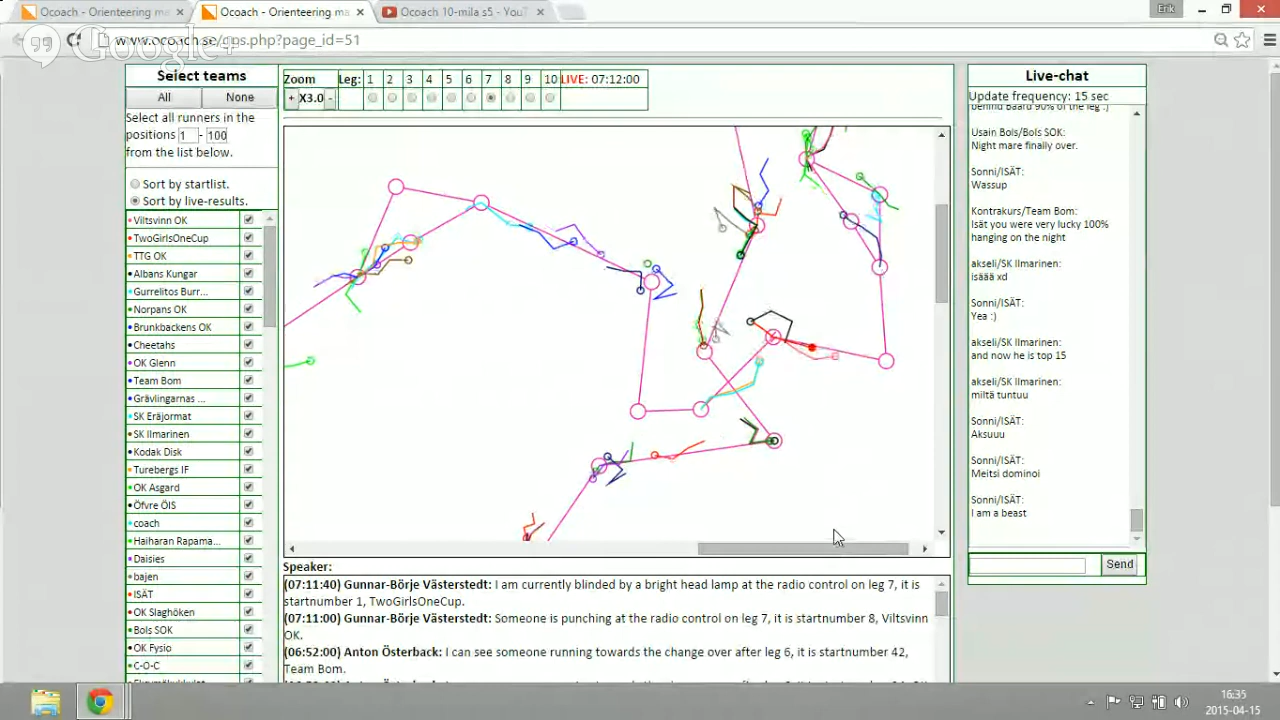 Ocoach - Orienteering ma
Ocoach - Orienteering ma
Ocoach 10-mila s5 - YouT
Erik
Google+
www.ocoach.se/gps.php?page_id=51
Select teams
All
None
Select all runners in the
positions 1 - 100
from the list below.
Sort by startlist.
Sort by live-results.
Viltsvinn OK
TwoGirlsOneCup
TTG OK
Albans Kungar
Gurrelitos Burr...
Norpans OK
Brunkbackens OK
Cheetahs
OK Glenn
Team Bom
Grävlingarnas ...
SK Eräjormat
SK Ilmarinen
Kodak Disk
Turebergs IF
OK Asgard
Öfvre ÖIS
coach
Haiharan Rapama...
Daisies
bajen
ISÄT
OK Slaghöken
Bols SOK
OK Fysio
C-O-C
Zoom
Leg: 1 2 3 4 5 6 7 8 9 10 LIVE: 07:12:00
+ X3.0 -
Speaker:
(07:11:40) Gunnar-Börje Västerstedt: I am currently blinded by a bright head lamp at the radio control on leg 7, it is
startnumber 1, TwoGirlsOneCup.
(07:11:00) Gunnar-Börje Västerstedt: Someone is punching at the radio control on leg 7, it is startnumber 8, Viltsvinn
OK.
(06:52:00) Anton Österback: I can see someone running towards the change over after leg 6, it is startnumber 42,
Team Bom.
Live-chat
Update frequency: 15 sec
behind Baard 90% of the leg :)
Usain Bols/Bols SOK:
Night mare finally over.
Sonni/ISÄT:
Wassup
Kontrakurs/Team Bom:
Isät you were very lucky 100%
hanging on the night
akseli/SK Ilmarinen:
isäää xd
Sonni/ISÄT:
Yea :)
akseli/SK Ilmarinen:
and now he is top 15
akseli/SK Ilmarinen:
miltä tuntuu
Sonni/ISÄT:
Aksuuu
Sonni/ISÄT:
Meitsi dominoi
Sonni/ISÄT:
I am a beast
Send
16:35
2015-04-15